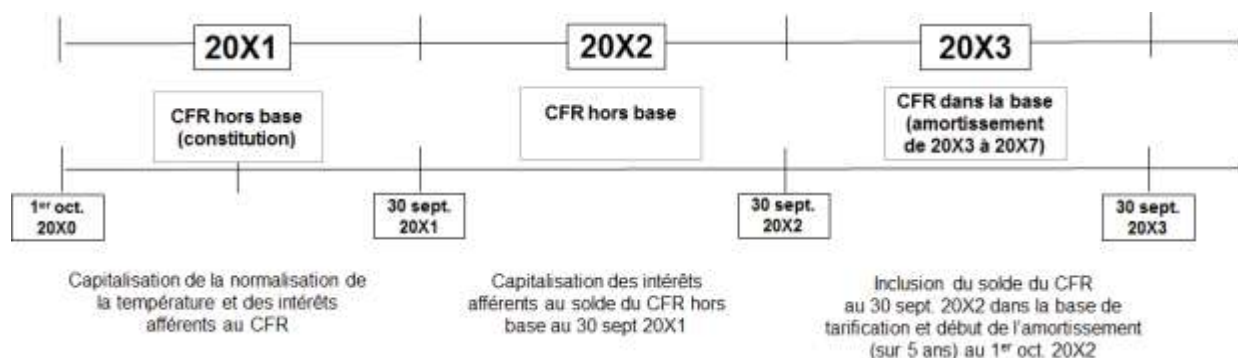 20X1
20X2
20X3
CFR hors base
(constitution)
CFR hors base
CFR dans la base
(amortissement
de 20X3 à 20X7)
1er oct.
20X0
30 sept.
20X1
30 sept.
20X2
30 sept.
20X3
Capitalisation de la normalisation de
la température et des intérêts
afférents au CFR
Capitalisation des intérêts
afférents au solde du CFR hors
base au 30 sept 20X1
Inclusion du solde du CFR
au 30 sept. 20X2 dans la base de
tarification et début de l'amortissement
(sur 5 ans) au 1er oct. 20X2